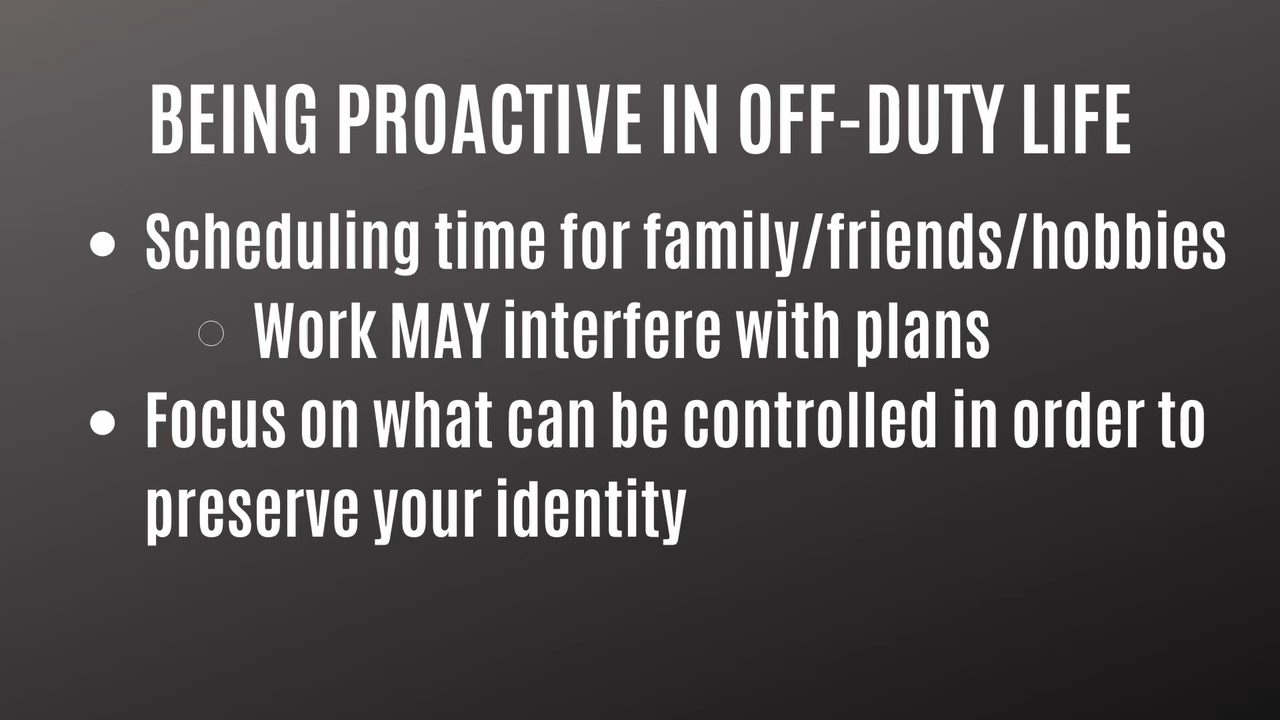 BEING PROACTIVE IN OFF-DUTY LIFE
Scheduling time for family/friends/hobbies
Work MAY interfere with plans
Focus on what can be controlled in order to
preserve your identity